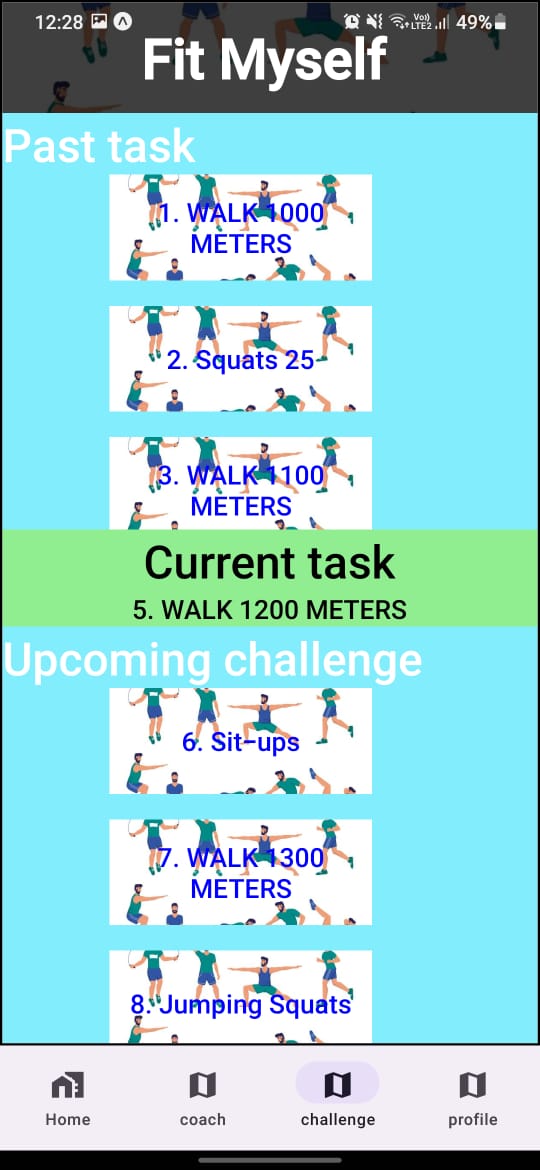 12:28
Vo)) LTE2
49%
Fit Myself
Past task
1. WALK 1000
METERS
2. Squats 25
3. WALK 1100
METERS
Current task
5. WALK 1200 METERS
Upcoming challenge
6. Sit-ups
7. WALK 1300
METERS
8. Jumping Squats
Home
coach
challenge
profile